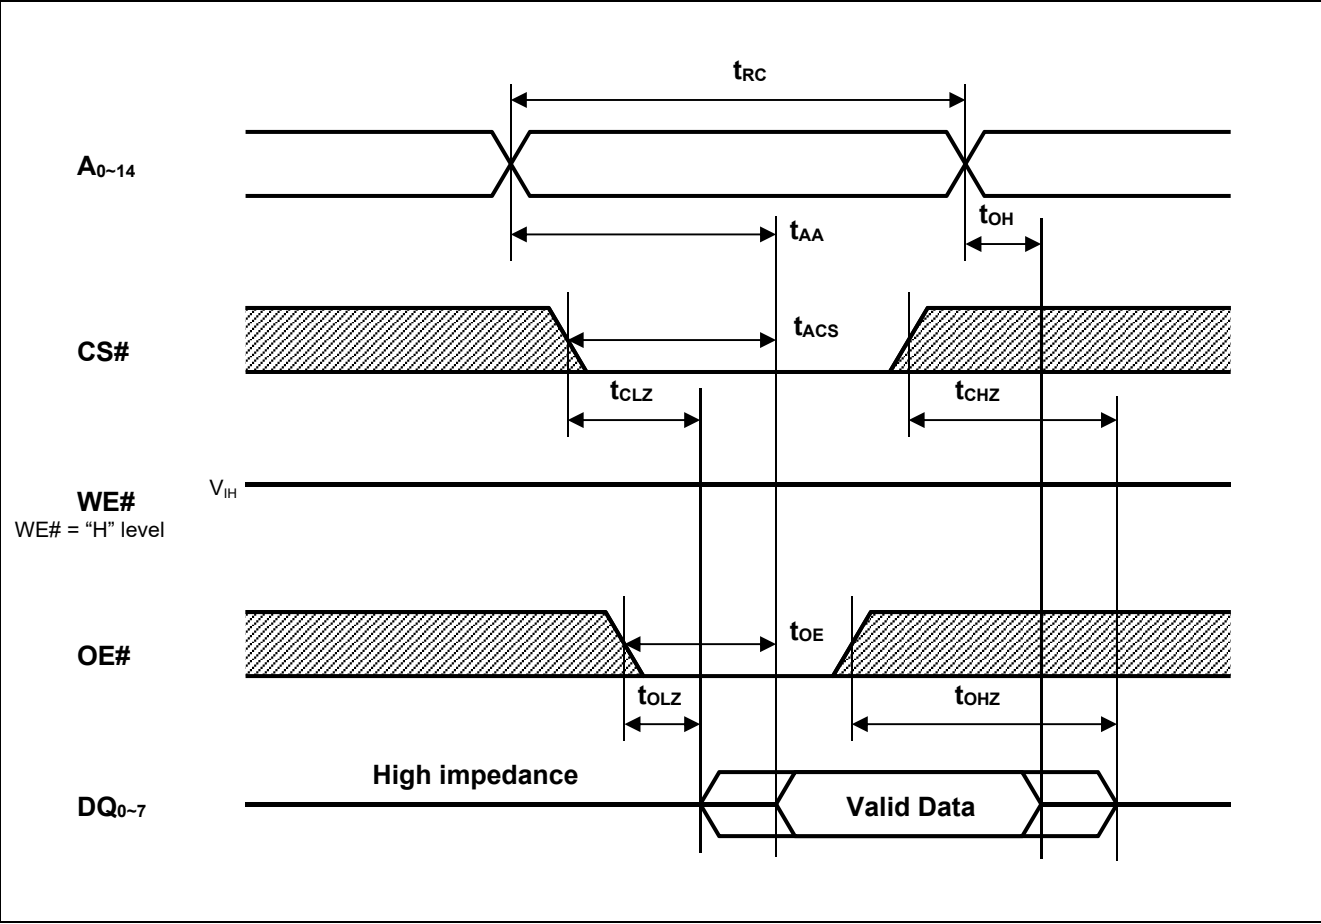 tRC
A0~14
tOH
tAA
tACS
CS#
tCLZ
tCHZ
VIH
WE#
WE# = “H” level
tOE
OE#
tOLZ
tOHZ
High impedance
DQ0~7
Valid Data